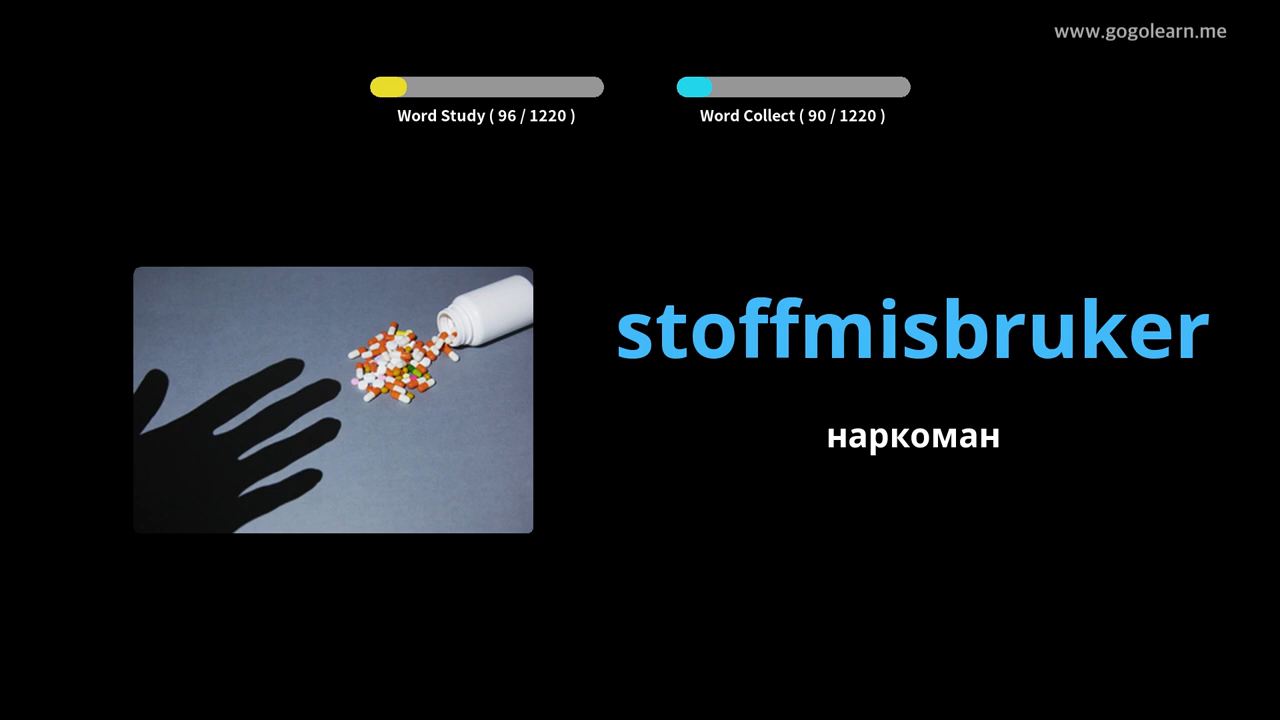 www.gogolearn.me
Word Study ( 96 / 1220 )
Word Collect ( 90 / 1220 )
stoffmisbruker
наркоман